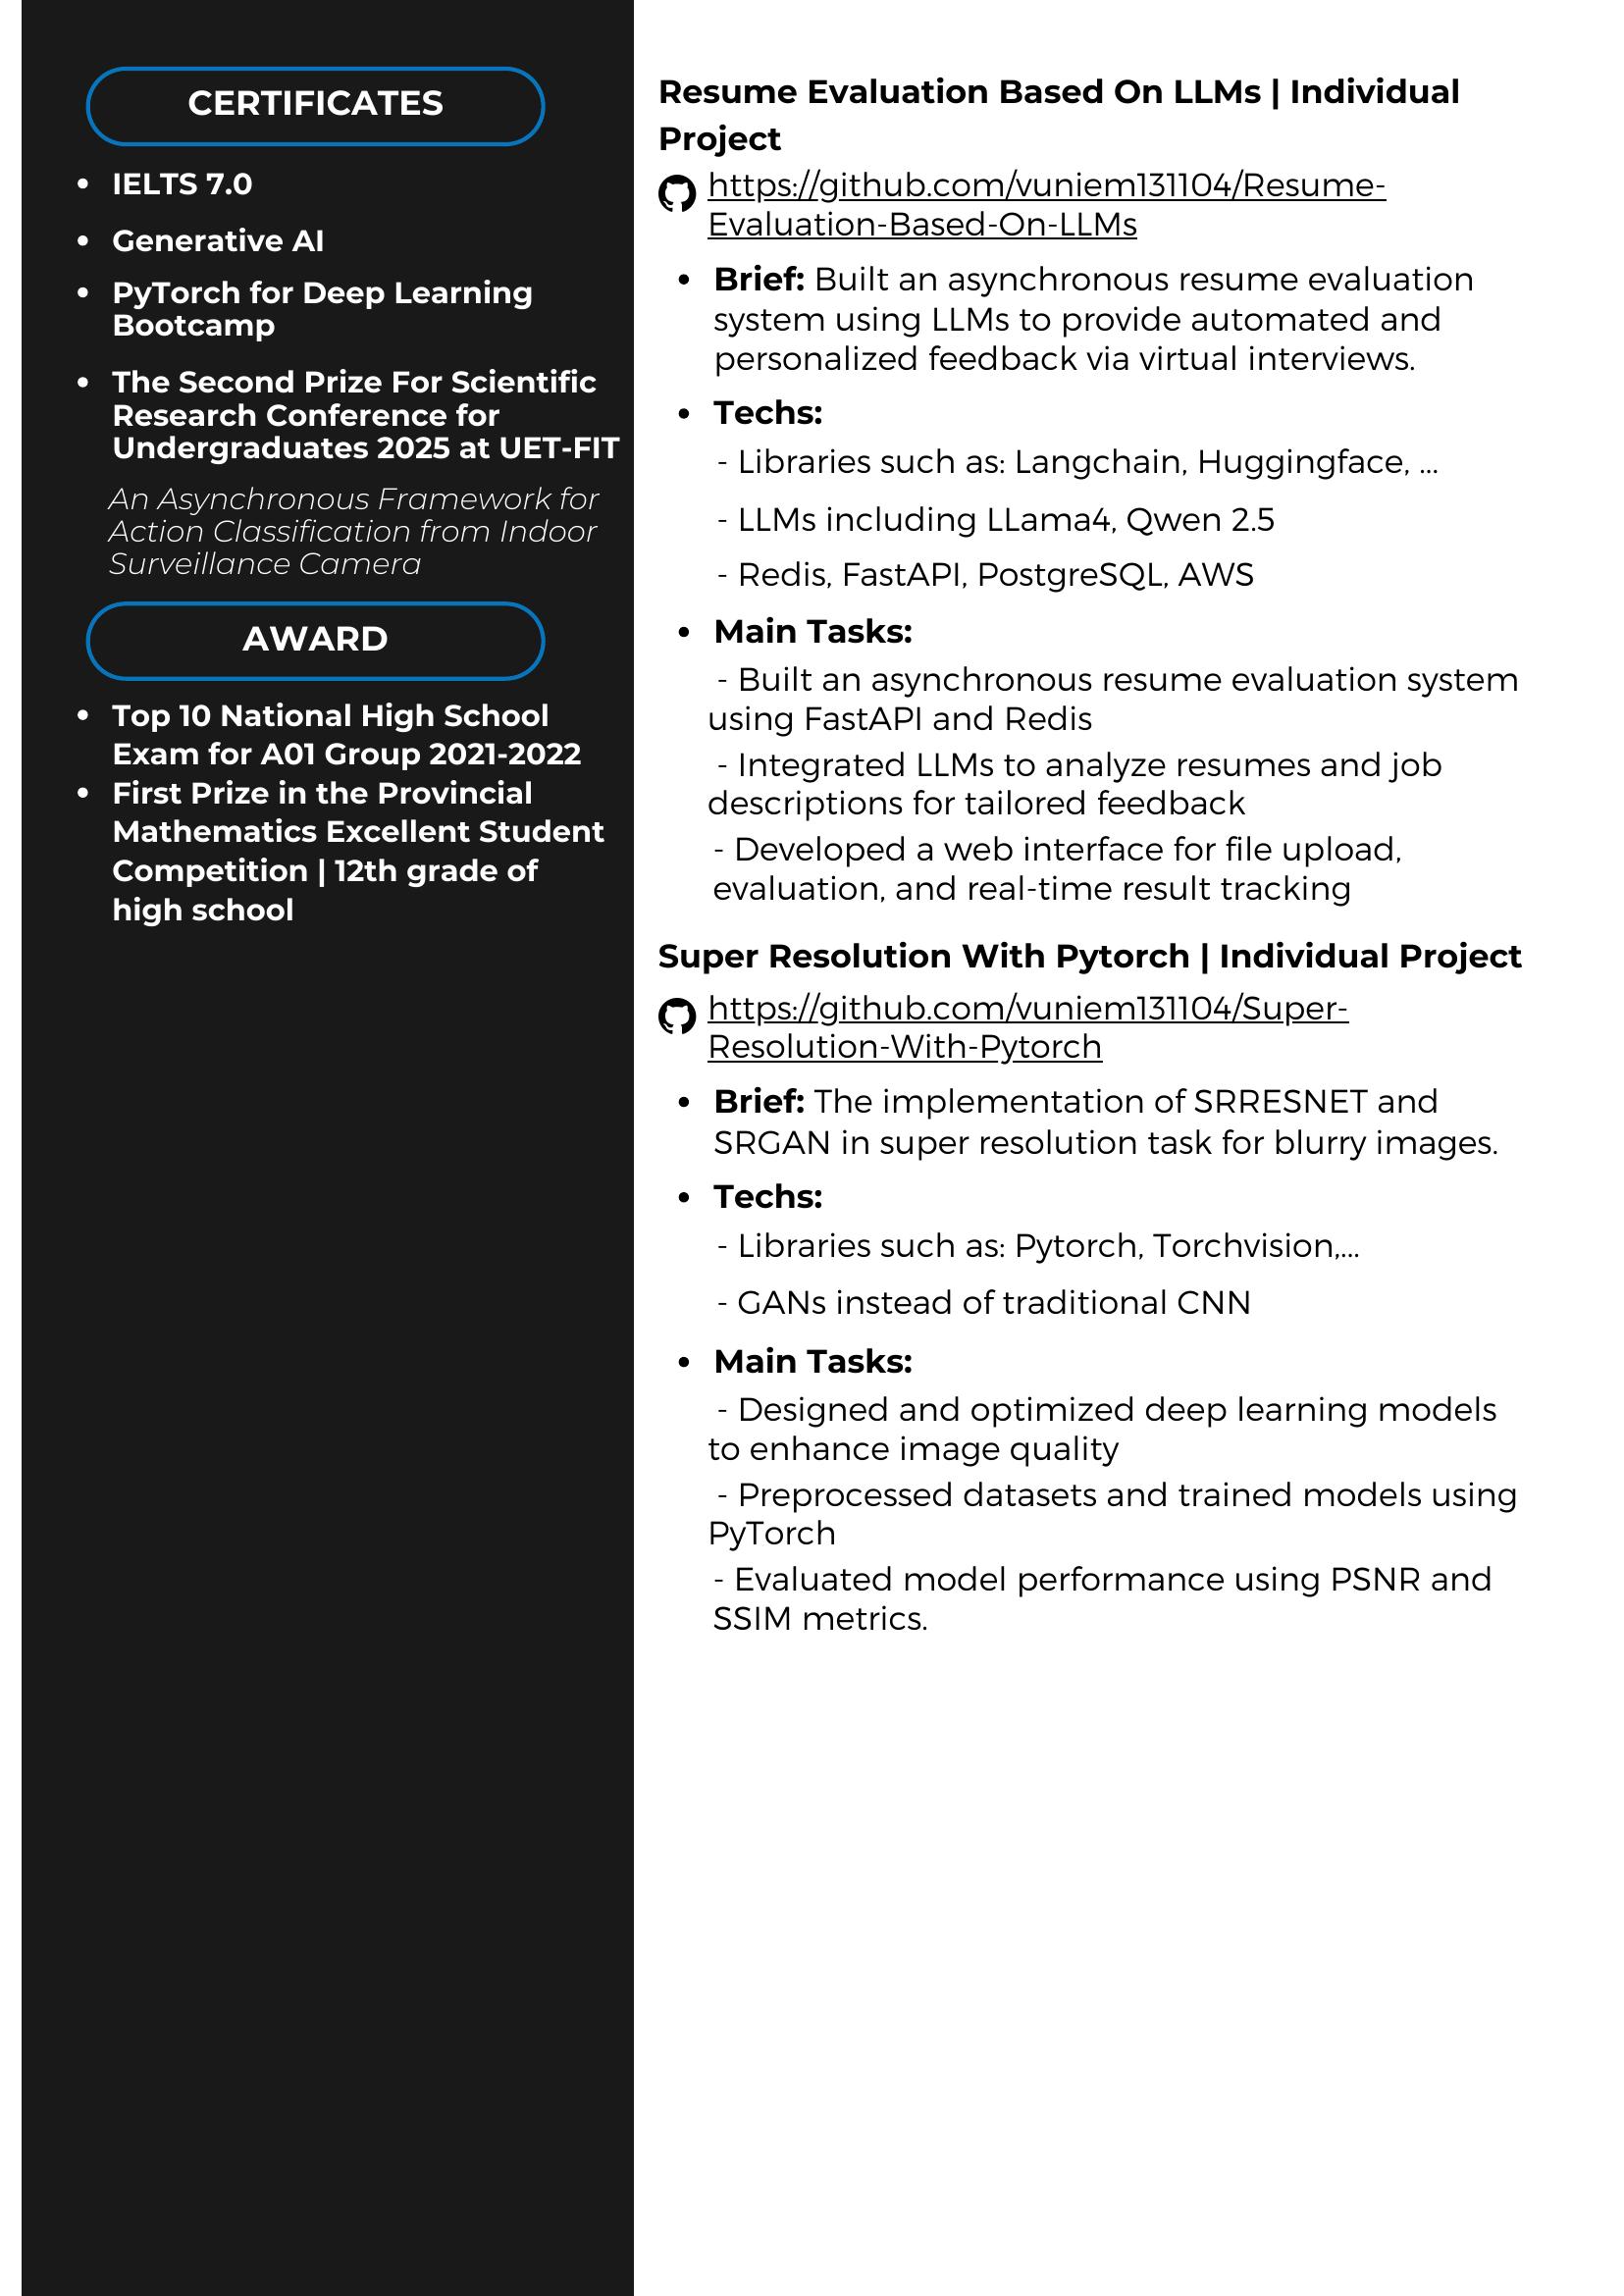 CERTIFICATES
• IELTS 7.0
• Generative AI
• PyTorch for Deep Learning
Bootcamp
• The Second Prize For Scientific
Research Conference for
Undergraduates 2025 at UET-FIT
An Asynchronous Framework for
Action Classification from Indoor
Surveillance Camera
AWARD
• Top 10 National High School
Exam for A01 Group 2021-2022
• First Prize in the Provincial
Mathematics Excellent Student
Competition | 12th grade of
high school
Resume Evaluation Based On LLMs | Individual
Project
https://github.com/vuniem131104/Resume-
Evaluation-Based-On-LLMs
• Brief: Built an asynchronous resume evaluation
system using LLMs to provide automated and
personalized feedback via virtual interviews.
• Techs:
- Libraries such as: Langchain, Huggingface, ...
- LLMs including LLama4, Qwen 2.5
- Redis, FastAPI, PostgreSQL, AWS
• Main Tasks:
- Built an asynchronous resume evaluation system
using FastAPI and Redis
- Integrated LLMs to analyze resumes and job
descriptions for tailored feedback
- Developed a web interface for file upload,
evaluation, and real-time result tracking
Super Resolution With Pytorch | Individual Project
https://github.com/vuniem131104/Super-
Resolution-With-Pytorch
• Brief: The implementation of SRRESNET and
SRGAN in super resolution task for blurry images.
• Techs:
- Libraries such as: Pytorch, Torchvision,...
- GANs instead of traditional CNN
• Main Tasks:
- Designed and optimized deep learning models
to enhance image quality
- Preprocessed datasets and trained models using
PyTorch
- Evaluated model performance using PSNR and
SSIM metrics.